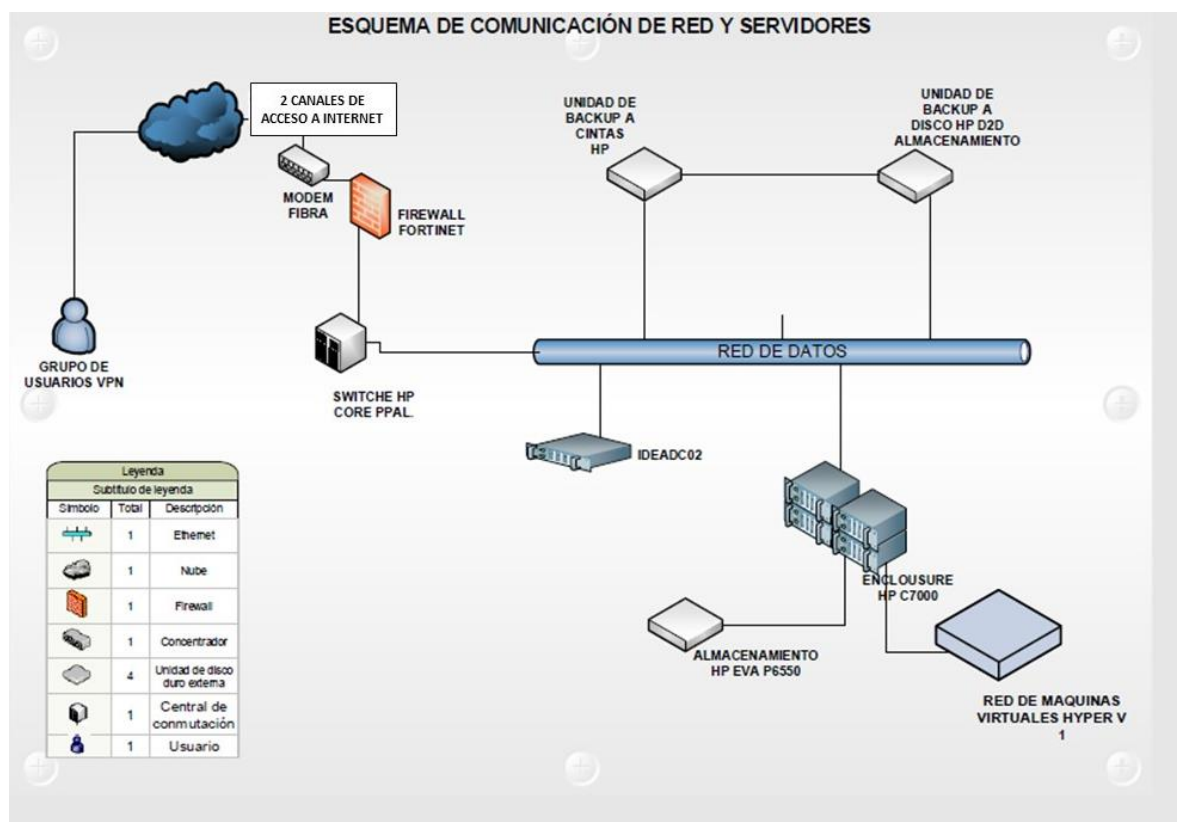 ESQUEMA DE COMUNICACIÓN DE RED Y SERVIDORES
2 CANALES DE
ACCESO A INTERNET
MODEM
FIBRA
FIREWALL
FORTINET
UNIDAD DE
BACKUP A
CINTAS
HP
UNIDAD DE
BACKUP A
DISCO HP D2D
ALMACENAMIENTO
GRUPO DE
USUARIOS VPN
SWITCHE HP
CORE PPAL.
RED DE DATOS
IDEADC02
ENCLOUSURE
HP C7000
ALMACENAMIENTO
HP EVA P6550
RED DE MAQUINAS
VIRTUALES HYPER V
1
Leyenda
Subtítulo de leyenda
Símbolo Total Descripción
1 Ethernet
1 Nube
1 Firewall
1 Concentrador
4 Unidad de disco
duro externa
1 Central de
conmutación
1 Usuario